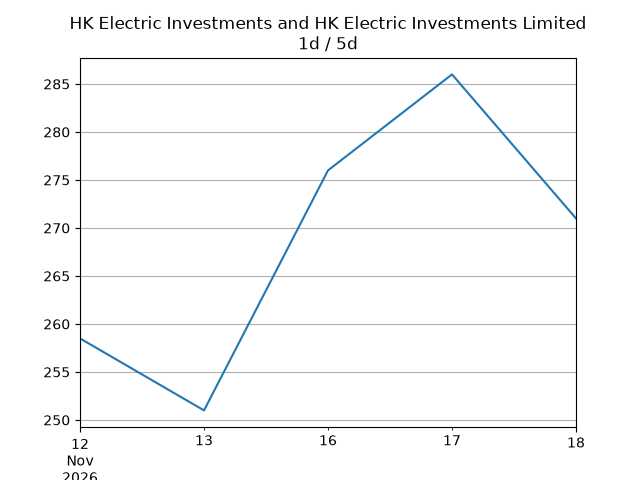 HK Electric Investments and HK Electric Investments Limited
1d / 5d
285
280
275
270
265
260
255
250
12 13 16 17 18
Nov
2026